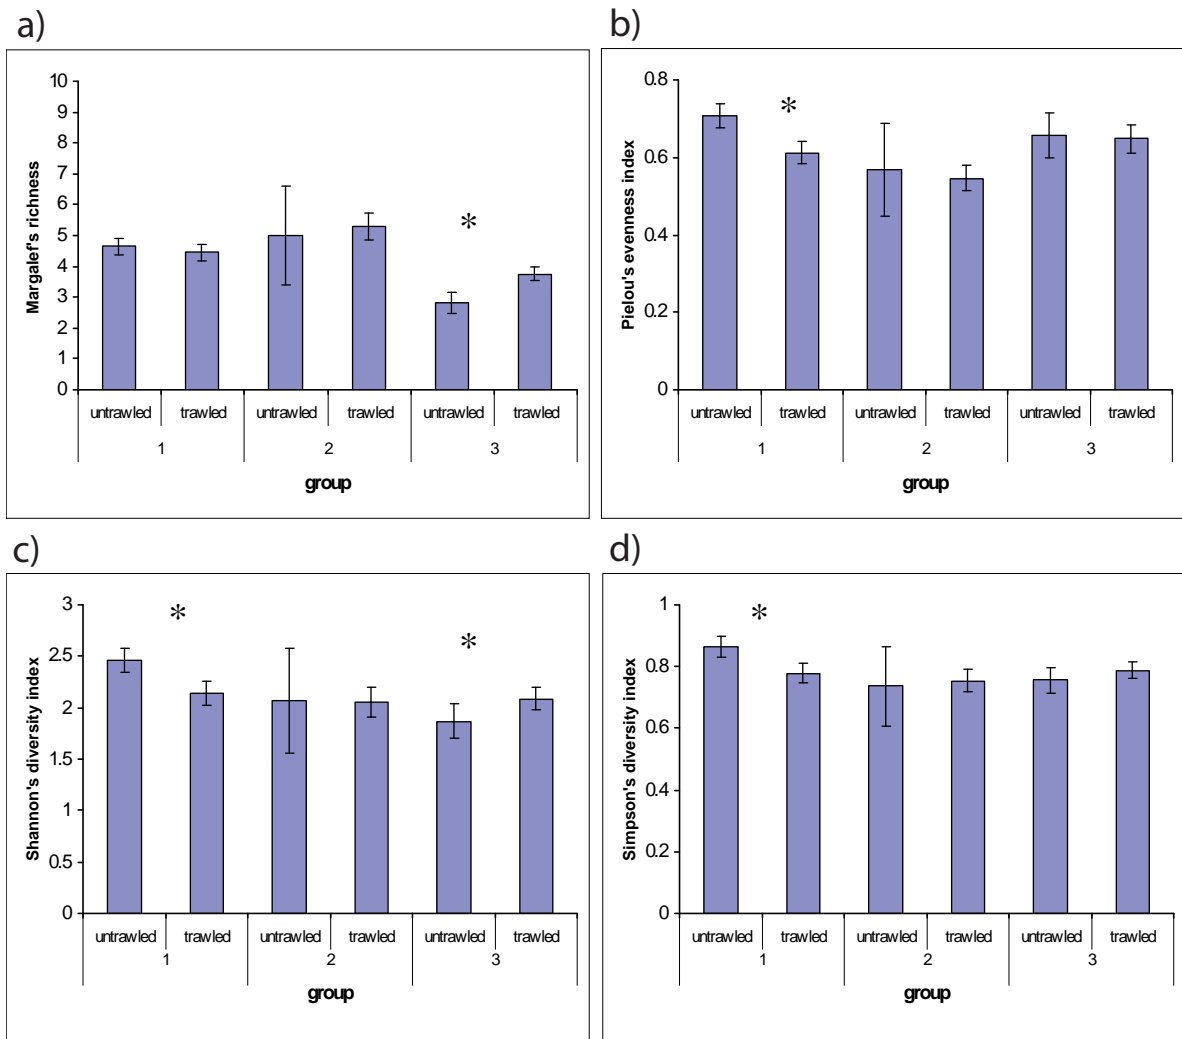 a)
10
9
8
7
6
5
4
3
2
1
0
Margalef's richness
*
untrawled trawled untrawled trawled untrawled trawled
1 2 3
group
b)
0.8
0.6
0.4
0.2
0
Pielou's evenness index
*
untrawled trawled untrawled trawled untrawled trawled
1 2 3
group
c)
3
2.5
2
1.5
1
0.5
0
Shannon's diversity index
* *
untrawled trawled untrawled trawled untrawled trawled
1 2 3
group
d)
1
0.8
0.6
0.4
0.2
0
Simpson's diversity index
*
untrawled trawled untrawled trawled untrawled trawled
1 2 3
group